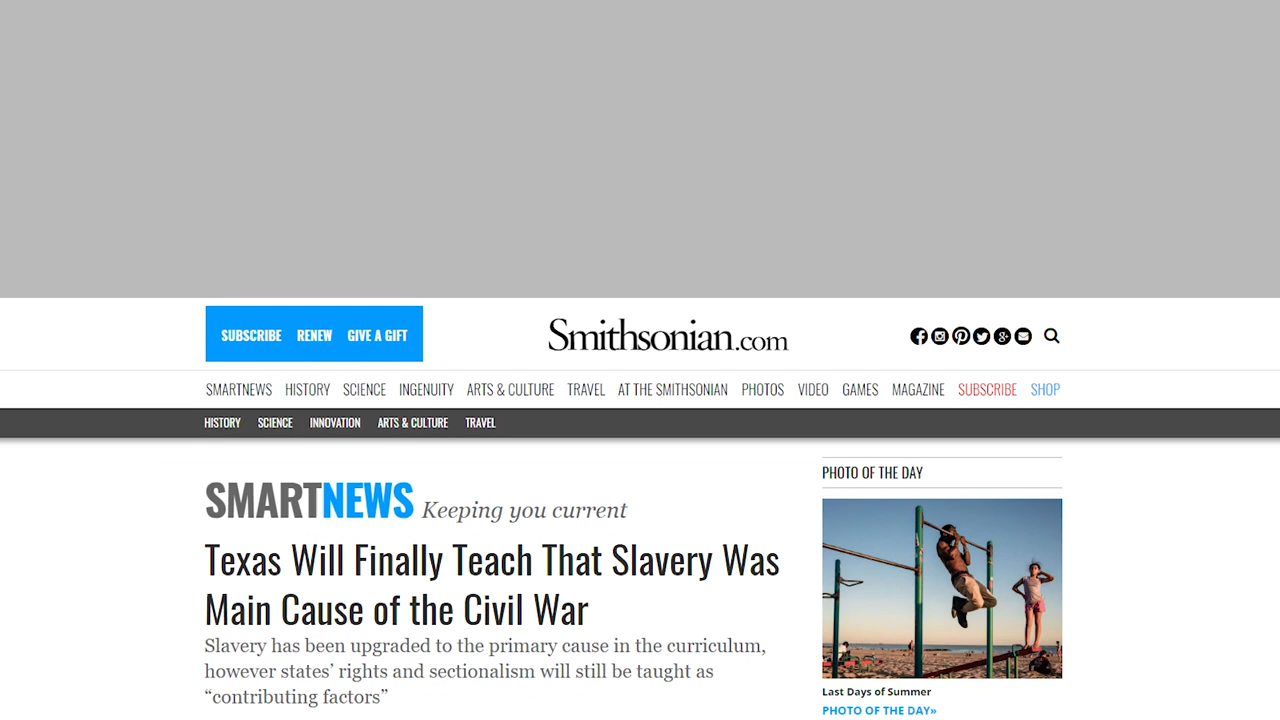 SUBSCRIBE RENEW GIVE A GIFT
Smithsonian.com
SMARTNEWS HISTORY SCIENCE INGENUITY ARTS & CULTURE TRAVEL AT THE SMITHSONIAN PHOTOS VIDEO GAMES MAGAZINE SUBSCRIBE SHOP
HISTORY SCIENCE INNOVATION ARTS & CULTURE TRAVEL
SMARTNEWS Keeping you current
Texas Will Finally Teach That Slavery Was
Main Cause of the Civil War
Slavery has been upgraded to the primary cause in the curriculum,
however states’ rights and sectionalism will still be taught as
“contributing factors”
PHOTO OF THE DAY
Last Days of Summer
PHOTO OF THE DAY»